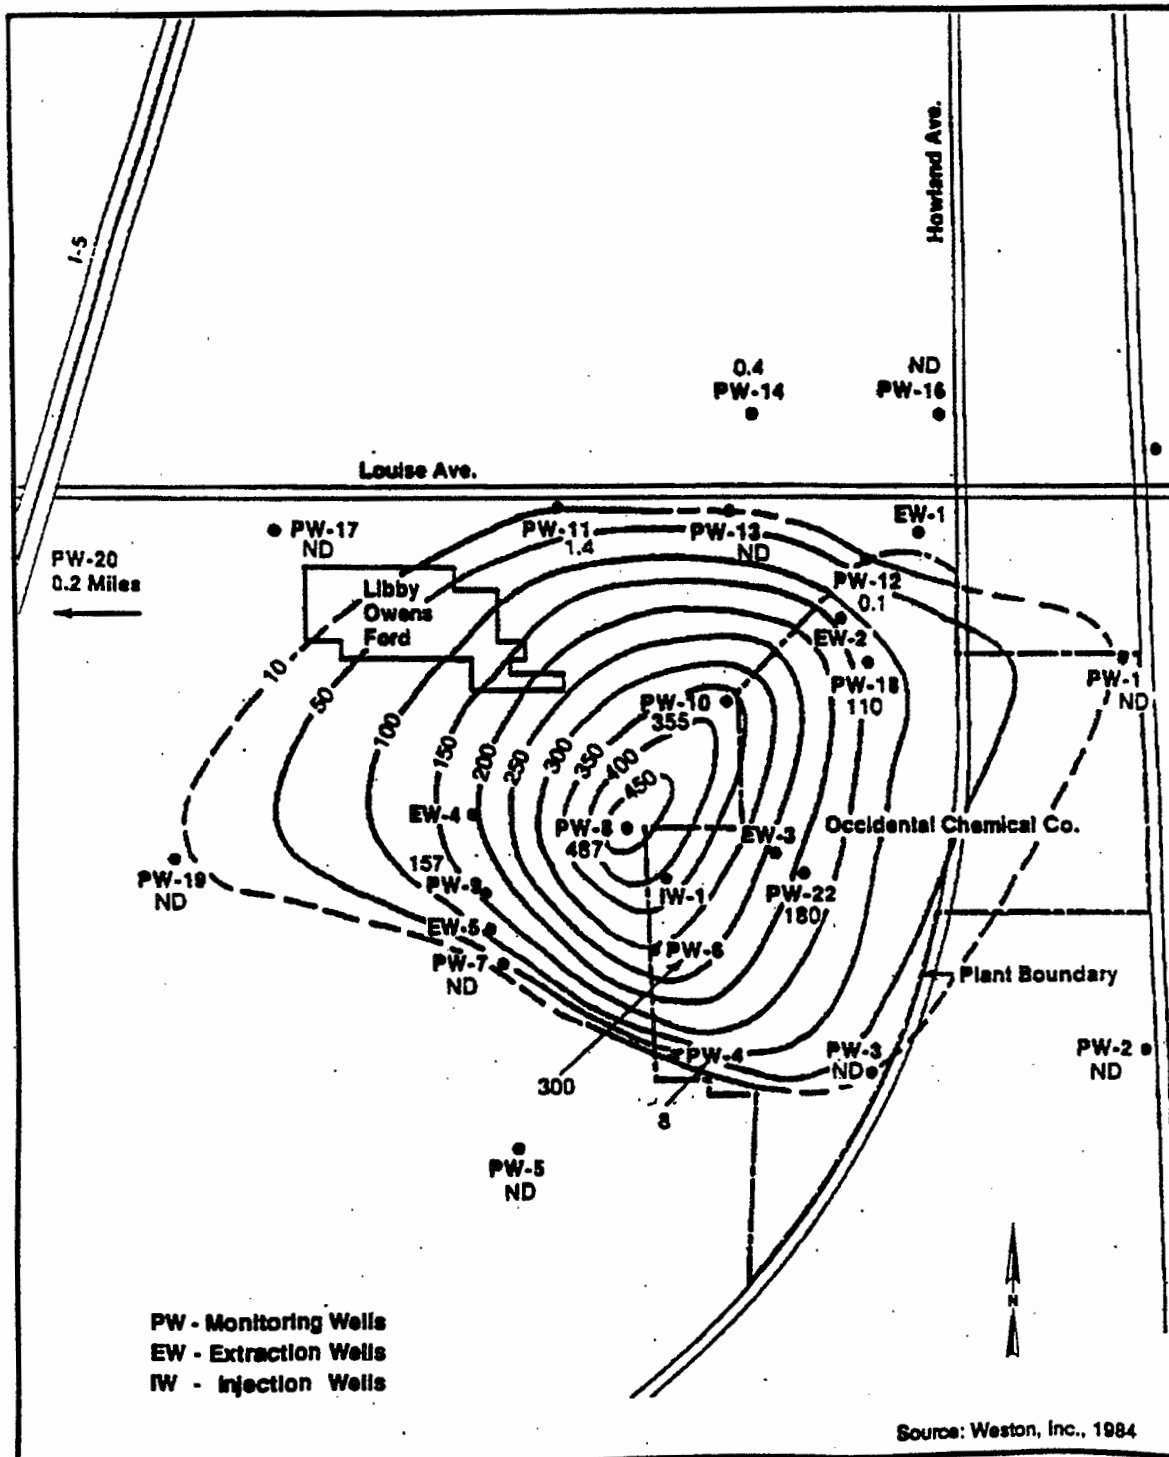 Howland Ave.
I-5
0.4
PW-14
ND
PW-16
Louise Ave.
PW-17
ND
PW-11
1.4
PW-13
ND
EW-1
PW-20
0.2 Miles
Libby
Owens
Ford
PW-12
0.1
EW-2
PW-18
110
PW-1
ND
10
50
100
150
200
250
300
350
400
450
PW-10
355
EW-4
PW-8
487
EW-3
Occidental Chemical Co.
157
PW-9
PW-19
ND
IW-1
PW-22
180
EW-5
PW-7
ND
PW-6
Plant Boundary
PW-4
PW-3
ND
PW-2
ND
300
8
PW-5
ND
N
PW - Monitoring Wells
EW - Extraction Wells
IW - Injection Wells
Source: Weston, Inc., 1984